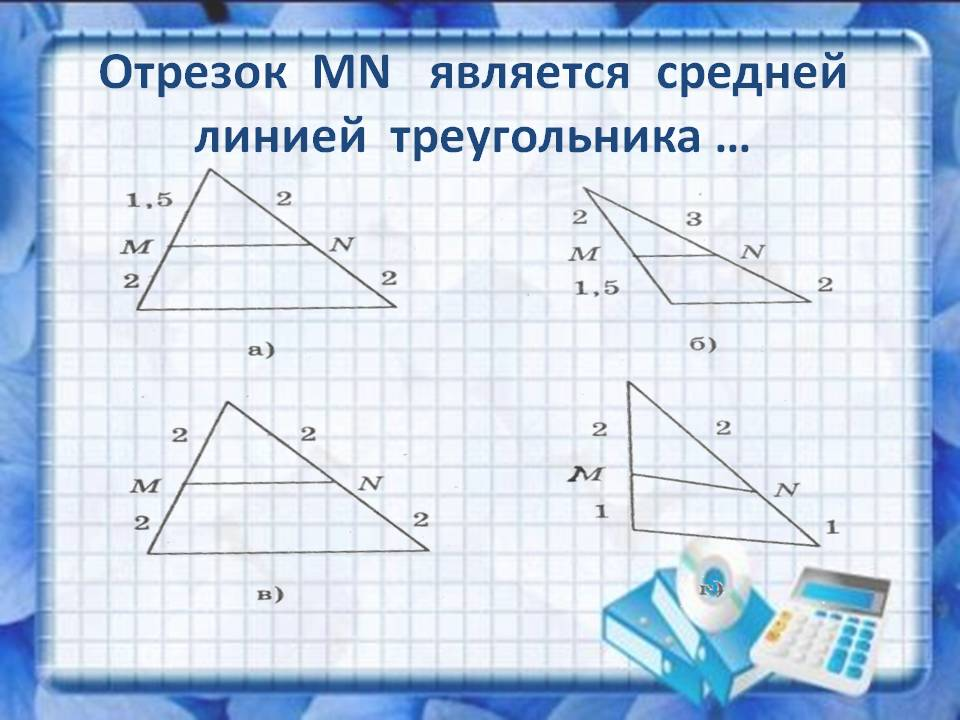 Отрезок MN является средней
линией треугольника ...
1,5 2
M N
2 2
а)
2 3
M N
1,5 2
б)
2 2
M N
2 2
в)
2 2
M N
1 1
г)